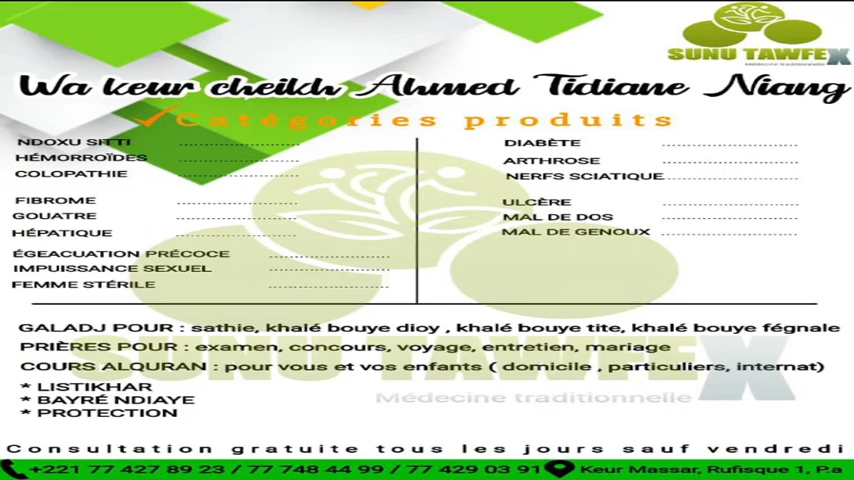 SUNU TAWFEX
Médecine traditionnelle
Wa keur cheikh Ahmed Tidiane Niang
Catégories produits
NDOXU SITTI
HÉMORROÏDES
COLOPATHIE
FIBROME
GOUATRE
HÉPATIQUE
ÉGEACUATION PRÉCOCE
IMPUISSANCE SEXUEL
FEMME STÉRILE
DIABÈTE
ARTHROSE
NERFS SCIATIQUE
ULCÈRE
MAL DE DOS
MAL DE GENOUX
GALADJ POUR : sathie, khalé bouye dioy , khalé bouye tite, khalé bouye fégnale
PRIÈRES POUR : examen, concours, voyage, entretien, mariage
COURS ALQURAN : pour vous et vos enfants ( domicile , particuliers, internat)
* LISTIKHAR
* BAYRÉ NDIAYE
* PROTECTION
SUNU TAWFEX
Médecine traditionnelle
Consultation gratuite tous les jours sauf vendredi
+221 77 427 89 23 / 77 748 44 99 / 77 429 03 91 Keur Massar, Rufisque 1, P.a